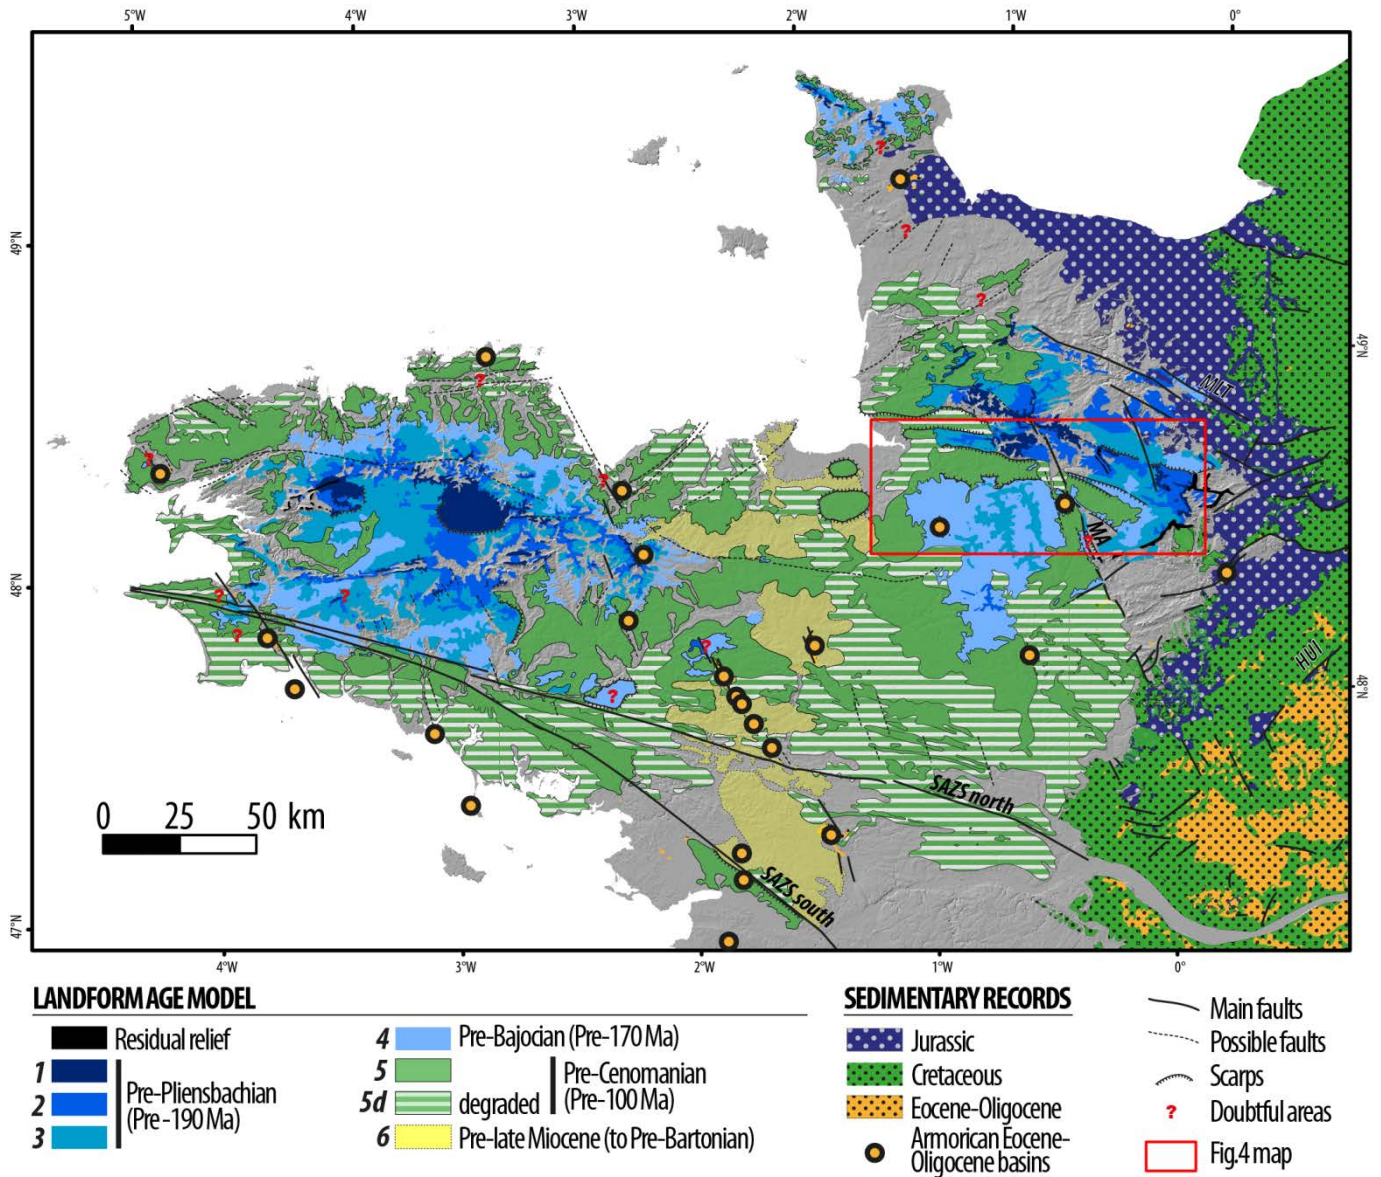 5°W 4°W 3°W 2°W 1°W 0°
49°N
48°N
47°N
49°N
48°N
?
?
?
?
?
?
?
?
?
?
?
?
?
MLT
MA
HUI
SAZS north
SAZS south
0 25 50 km
4°W 3°W 2°W 1°W 0°
LANDFORM AGE MODEL
Residual relief
1
2
3
Pre-Pliensbachian
(Pre-190 Ma)
4 Pre-Bajocian (Pre-170 Ma)
5
5d degraded
Pre-Cenomanian
(Pre-100 Ma)
6 Pre-late Miocene (to Pre-Bartonian)
SEDIMENTARY RECORDS
Jurassic
Cretaceous
Eocene-Oligocene
Armorican Eocene-
Oligocene basins
Main faults
Possible faults
Scarps
? Doubtful areas
Fig.4 map